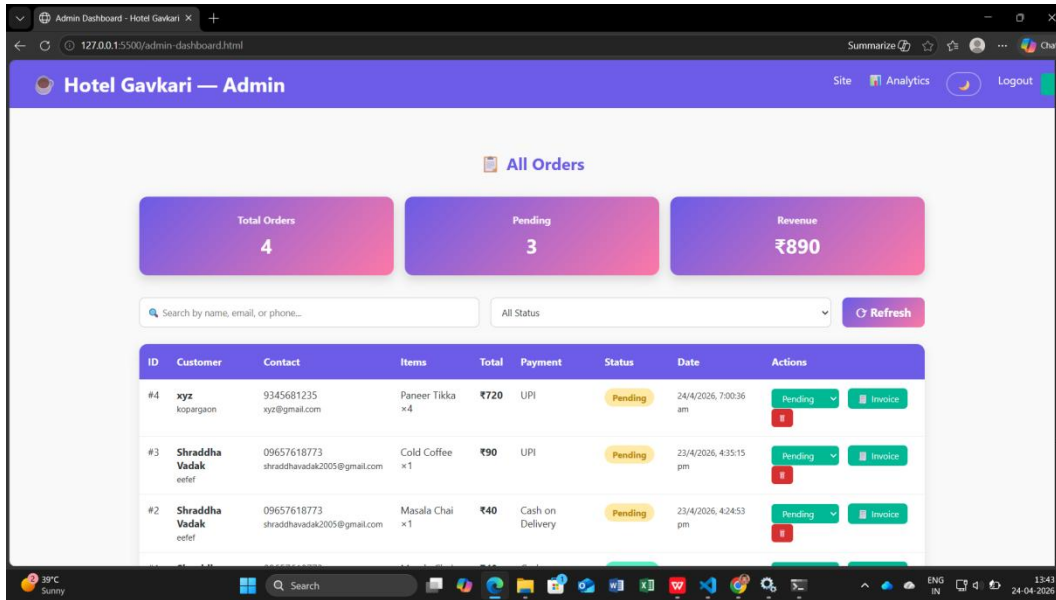 Admin Dashboard - Hotel Gavkari
127.0.0.1:5500/admin-dashboard.html
Summarize
Chat
Hotel Gavkari — Admin
Site
Analytics
Logout
All Orders
Total Orders
4
Pending
3
Revenue
₹890
Search by name, email, or phone...
All Status
Refresh
ID Customer Contact Items Total Payment Status Date Actions
#4 xyz 9345681235 Paneer Tikka ₹720 UPI Pending 24/4/2026, 7:00:36 Pending Invoice
kopargaon xyz@gmail.com ×4 am
#3 Shraddha 09657618773 Cold Coffee ₹90 UPI Pending 23/4/2026, 4:35:15 Pending Invoice
Vadak shraddhavadak2005@gmail.com ×1 pm
eefef
#2 Shraddha 09657618773 Masala Chai ₹40 Cash on Pending 23/4/2026, 4:24:53 Pending Invoice
Vadak shraddhavadak2005@gmail.com ×1 Delivery pm
eefef
2
39°C
Sunny
Search
ENG
IN
13:43
24-04-2026